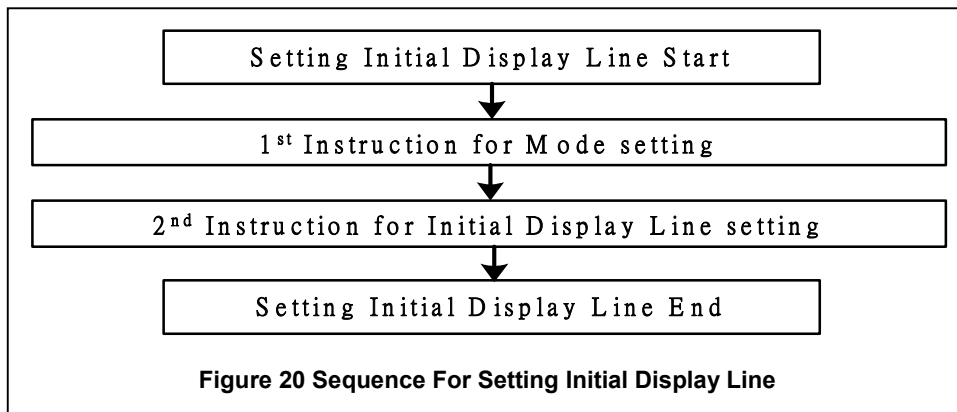 Setting Initial Display Line Start
1st Instruction for Mode setting
2nd Instruction for Initial Display Line setting
Setting Initial Display Line End
Figure 20 Sequence For Setting Initial Display Line